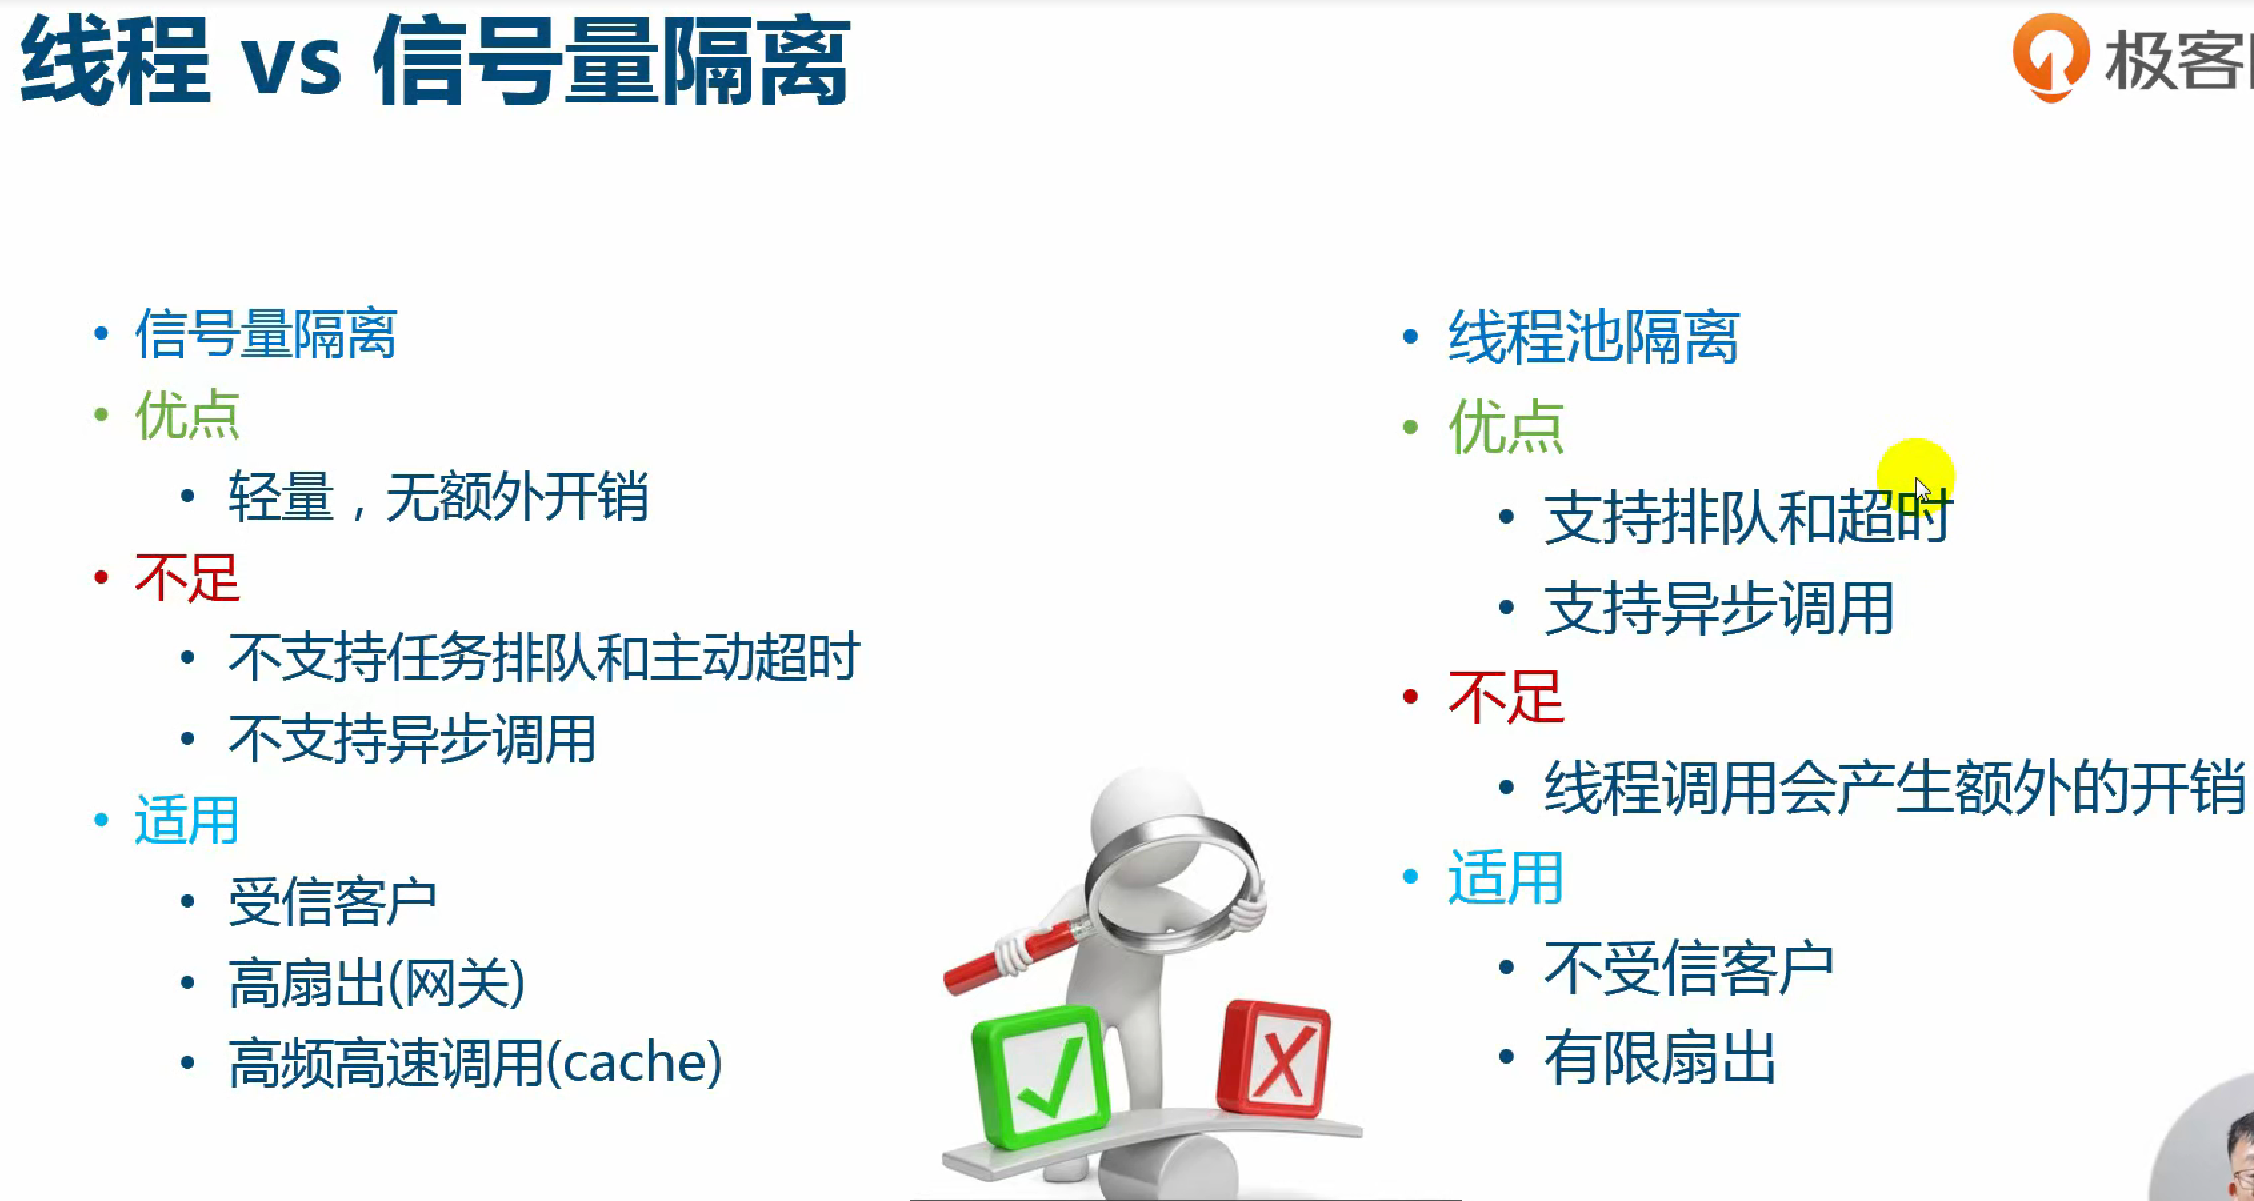 线程 vs 信号量隔离
极客
信号量隔离
优点
轻量，无额外开销
不足
不支持任务排队和主动超时
不支持异步调用
适用
受信客户
高扇出(网关)
高频高速调用(cache)
线程池隔离
优点
支持排队和超时
支持异步调用
不足
线程调用会产生额外的开销
适用
不受信客户
有限扇出